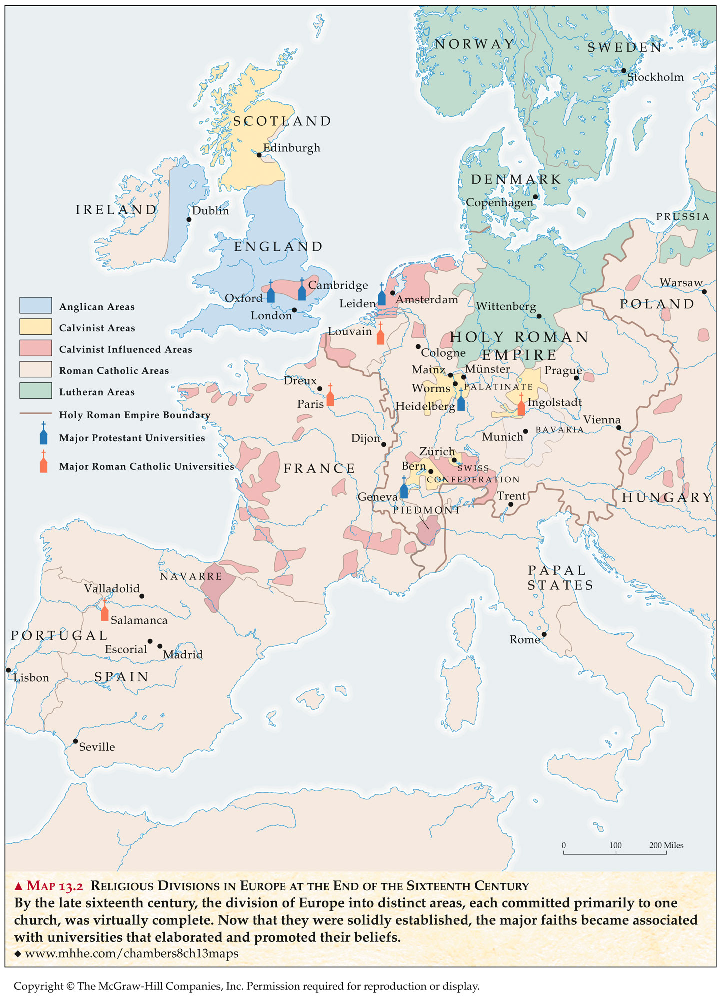 NORWAY
SWEDEN
Stockholm
SCOTLAND
Edinburgh
DENMARK
Copenhagen
IRELAND
Dublin
PRUSSIA
ENGLAND
Cambridge
Oxford
London
Leiden
Amsterdam
Warsaw
POLAND
Wittenberg
Louvain
HOLY ROMAN
EMPIRE
Cologne
Anglican Areas
Calvinist Areas
Calvinist Influenced Areas
Roman Catholic Areas
Lutheran Areas
Holy Roman Empire Boundary
Major Protestant Universities
Major Roman Catholic Universities
Mainz
Münster
Prague
Dreux
Worms
PALATINATE
Paris
Heidelberg
Ingolstadt
Vienna
Munich
BAVARIA
Dijon
Zürich
Bern
SWISS
CONFEDERATION
FRANCE
Geneva
Trent
HUNGARY
PIEDMONT
NAVARRE
PAPAL
STATES
Valladolid
Salamanca
PORTUGAL
Escorial
Madrid
Rome
Lisbon
SPAIN
Seville
0 100 200 Miles
▲ MAP 13.2 RELIGIOUS DIVISIONS IN EUROPE AT THE END OF THE SIXTEENTH CENTURY
By the late sixteenth century, the division of Europe into distinct areas, each committed primarily to one
church, was virtually complete. Now that they were solidly established, the major faiths became associated
with universities that elaborated and promoted their beliefs.
◆ www.mhhe.com/chambers8ch13maps
Copyright © The McGraw-Hill Companies, Inc. Permission required for reproduction or display.